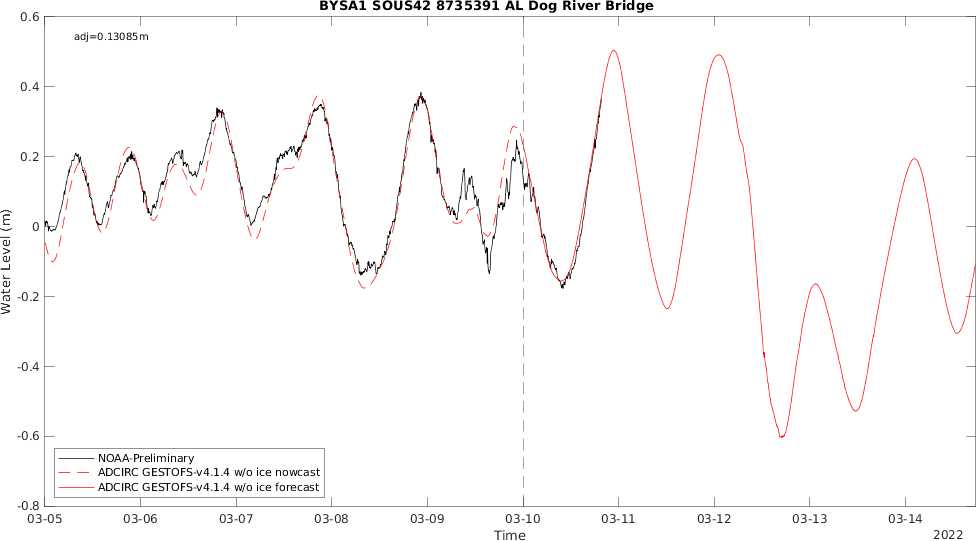 BYSA1 SOUS42 8735391 AL Dog River Bridge
adj=0.13085m
Water Level (m)
0.6
0.4
0.2
0
-0.2
-0.4
-0.6
-0.8
NOAA-Preliminary
ADCIRC GESTOFS-v4.1.4 w/o ice nowcast
ADCIRC GESTOFS-v4.1.4 w/o ice forecast
03-05 03-06 03-07 03-08 03-09 03-10 03-11 03-12 03-13 03-14
Time
2022